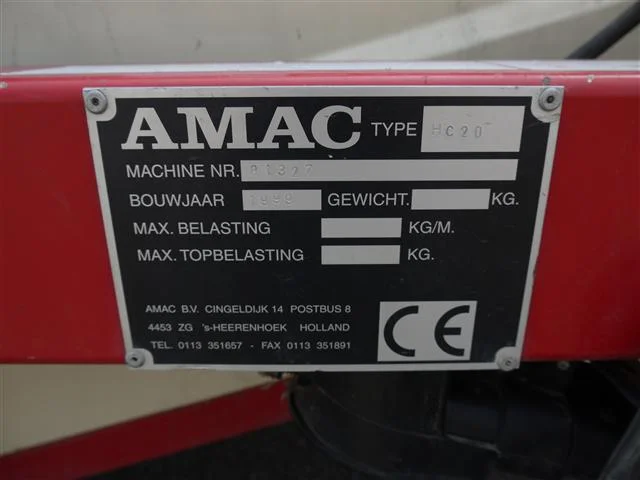 AMAC TYPE HC20T
MACHINE NR.
BOUWJAAR 1999 GEWICHT. KG.
MAX. BELASTING KG/M.
MAX. TOPBELASTING KG.
AMAC B.V. CINGELDIJK 14 POSTBUS 8
4453 ZG 's-HEERENHOEK HOLLAND
TEL. 0113 351657 - FAX 0113 351891
CE